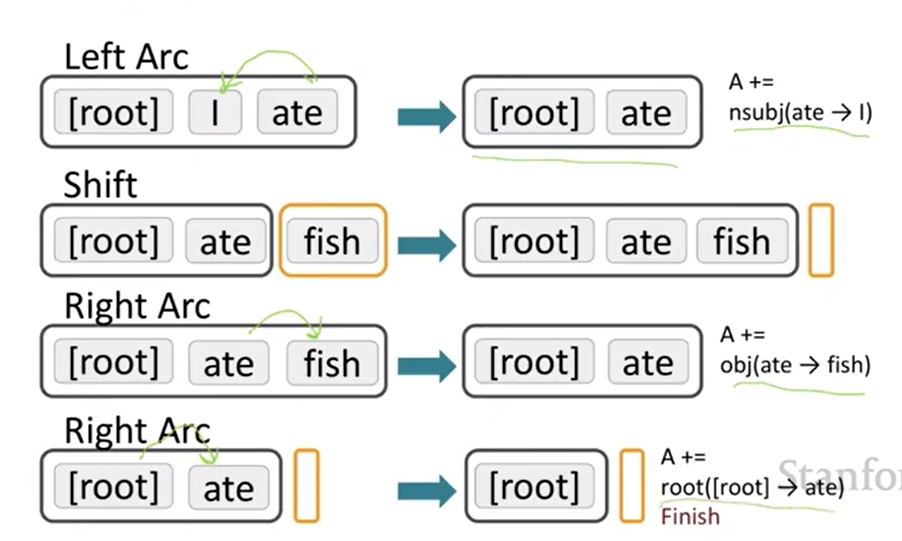 Left Arc
[root] I ate [root] ate
A +=
nsubj(ate → I)
Shift
[root] ate fish [root] ate fish
Right Arc
[root] ate fish [root] ate
A +=
obj(ate → fish)
Right Arc
[root] ate [root]
A +=
root([root] → ate)
Finish
Stanfor